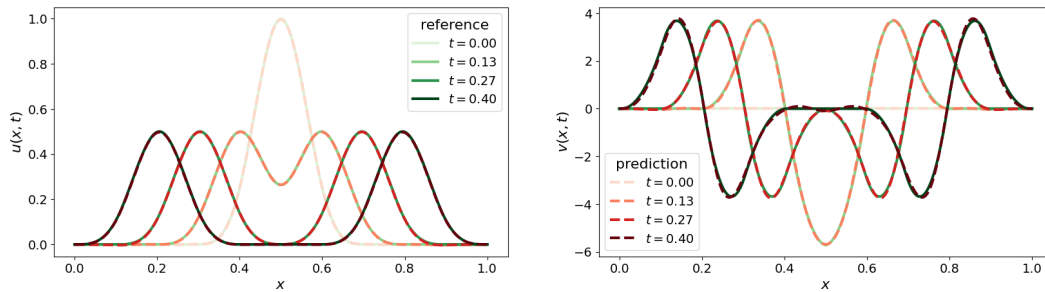 1.0
0.8
0.6
0.4
0.2
0.0
u(x, t)
0.0 0.2 0.4 0.6 0.8 1.0
x
reference
t = 0.00
t = 0.13
t = 0.27
t = 0.40
4
2
0
−2
−4
−6
v(x, t)
0.0 0.2 0.4 0.6 0.8 1.0
x
prediction
t = 0.00
t = 0.13
t = 0.27
t = 0.40